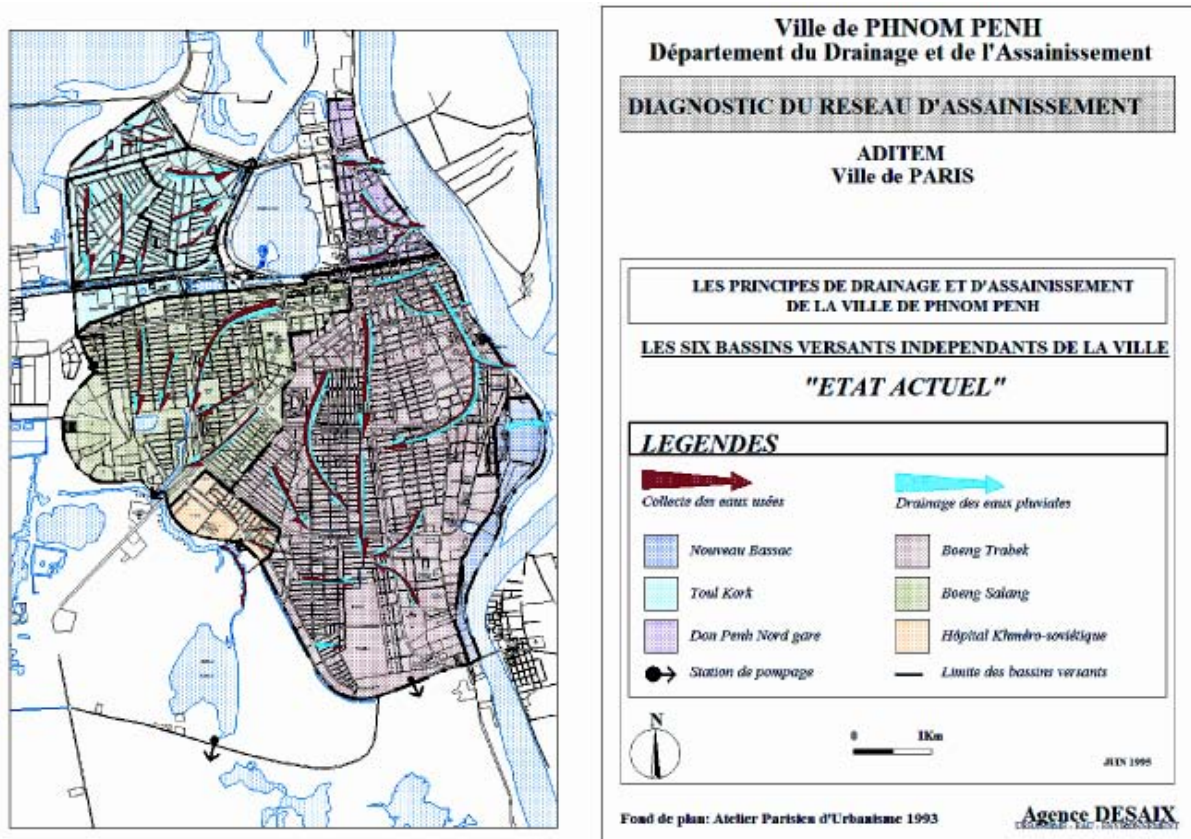 Ville de PHNOM PENH
Département du Drainage et de l'Assainissement
DIAGNOSTIC DU RESEAU D'ASSAINISSEMENT
ADITEM
Ville de PARIS
LES PRINCIPES DE DRAINAGE ET D'ASSAINISSEMENT
DE LA VILLE DE PHNOM PENH
LES SIX BASSINS VERSANTS INDEPENDANTS DE LA VILLE
"ETAT ACTUEL"
LEGENDES
Collecte des eaux usées
Drainage des eaux pluviales
Nouveau Bassac
Boeng Trabek
Toul Kork
Boeng Salang
Don Penh Nord gare
Hôpital Khméro-soviétique
Station de pompage
Limite des bassins versants
N
0 1Km
JUIN 1995
Fond de plan: Atelier Parisien d'Urbanisme 1993
Agence DESAIX